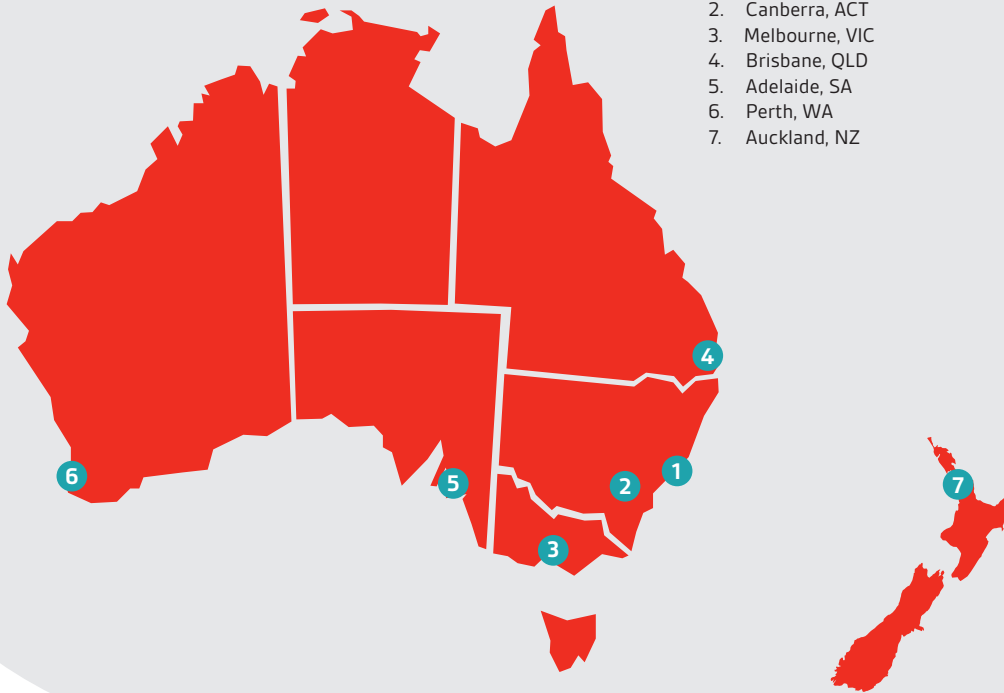 2. Canberra, ACT
3. Melbourne, VIC
4. Brisbane, QLD
5. Adelaide, SA
6. Perth, WA
7. Auckland, NZ
4
1
6
5
2
7
3